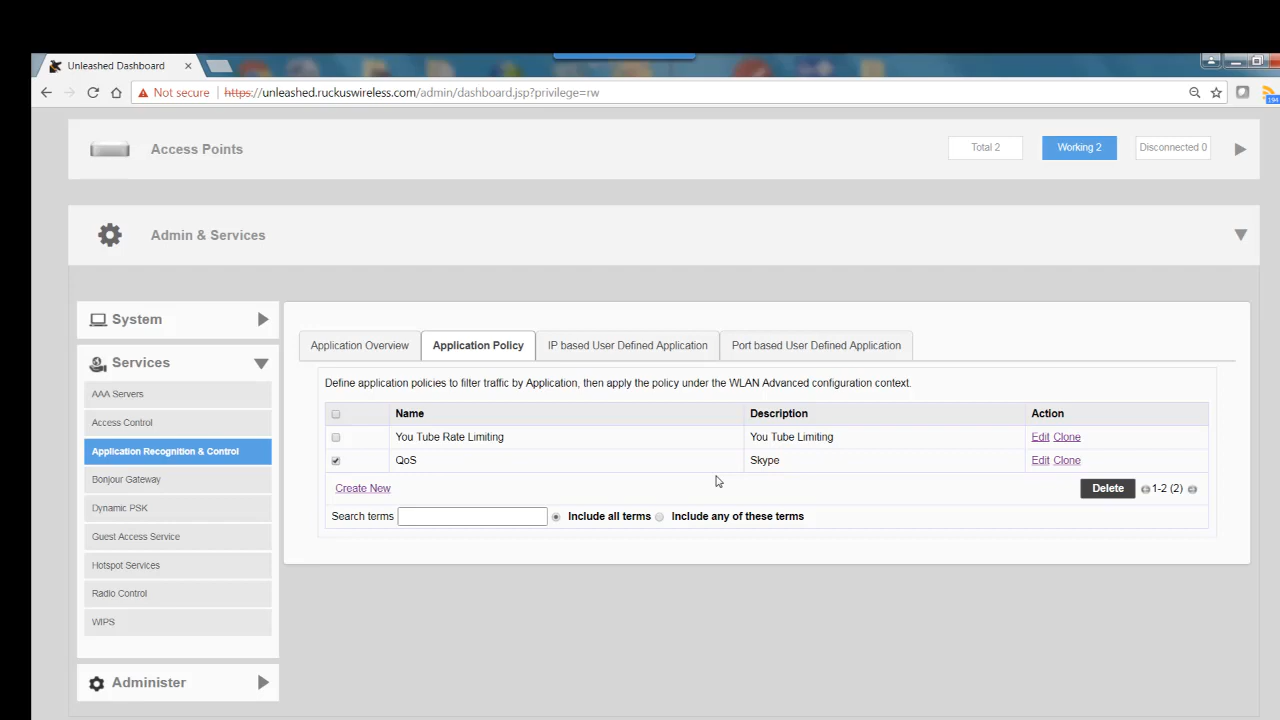 Unleashed Dashboard
Not secure https://unleashed.ruckuswireless.com/admin/dashboard.jsp?privilege=rw
194
Access Points Total 2 Working 2 Disconnected 0
Admin & Services
System
Services
AAA Servers
Access Control
Application Recognition & Control
Bonjour Gateway
Dynamic PSK
Guest Access Service
Hotspot Services
Radio Control
WIPS
Administer
Application Overview Application Policy IP based User Defined Application Port based User Defined Application
Define application policies to filter traffic by Application, then apply the policy under the WLAN Advanced configuration context.
Name Description Action
You Tube Rate Limiting You Tube Limiting Edit Clone
QoS Skype Edit Clone
Create New Delete 1-2 (2)
Search terms Include all terms Include any of these terms